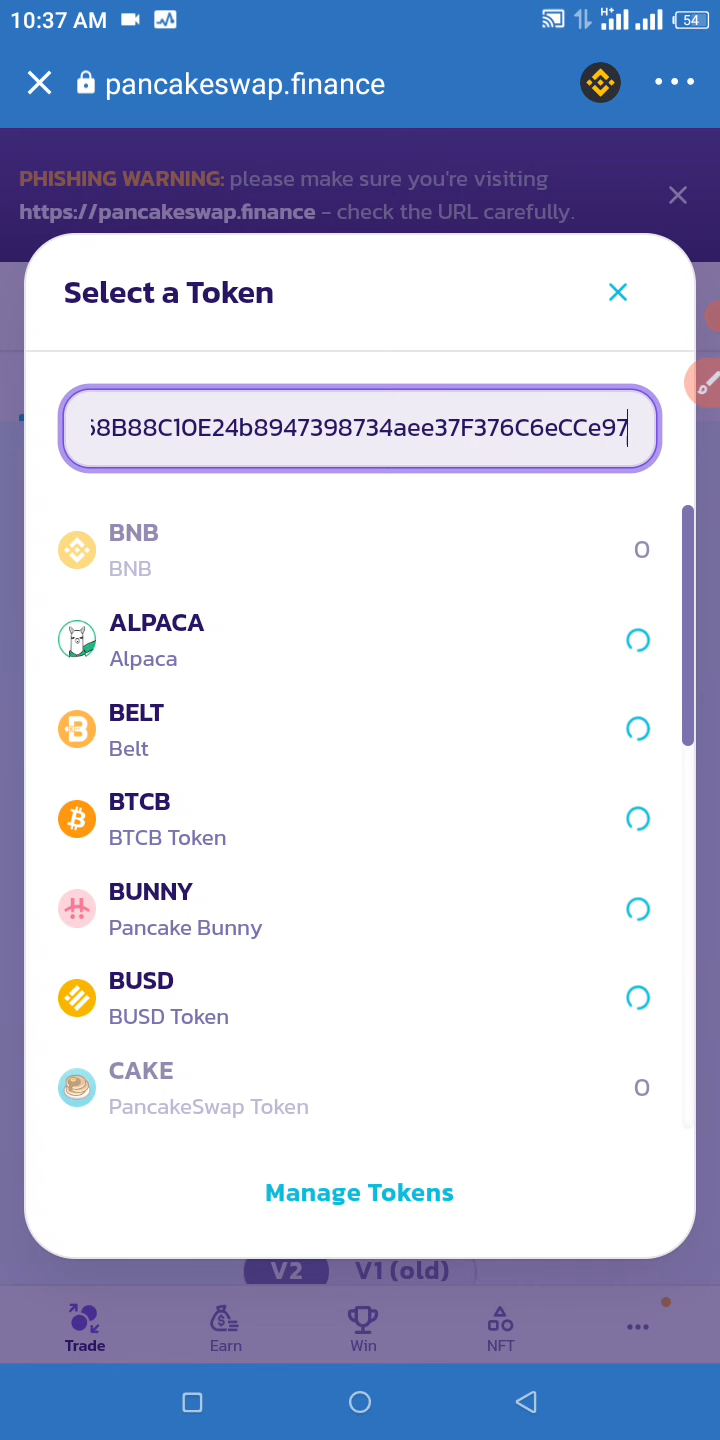 10:37 AM
H+
54
pancakeswap.finance
PHISHING WARNING: please make sure you're visiting
https://pancakeswap.finance - check the URL carefully.
Select a Token
68B88C10E24b8947398734aee37F376C6eCCe97
BNB
0
BNB
ALPACA
Alpaca
BELT
Belt
BTCB
BTCB Token
BUNNY
Pancake Bunny
BUSD
BUSD Token
CAKE
0
PancakeSwap Token
Manage Tokens
V2 V1 (old)
Trade Earn Win NFT